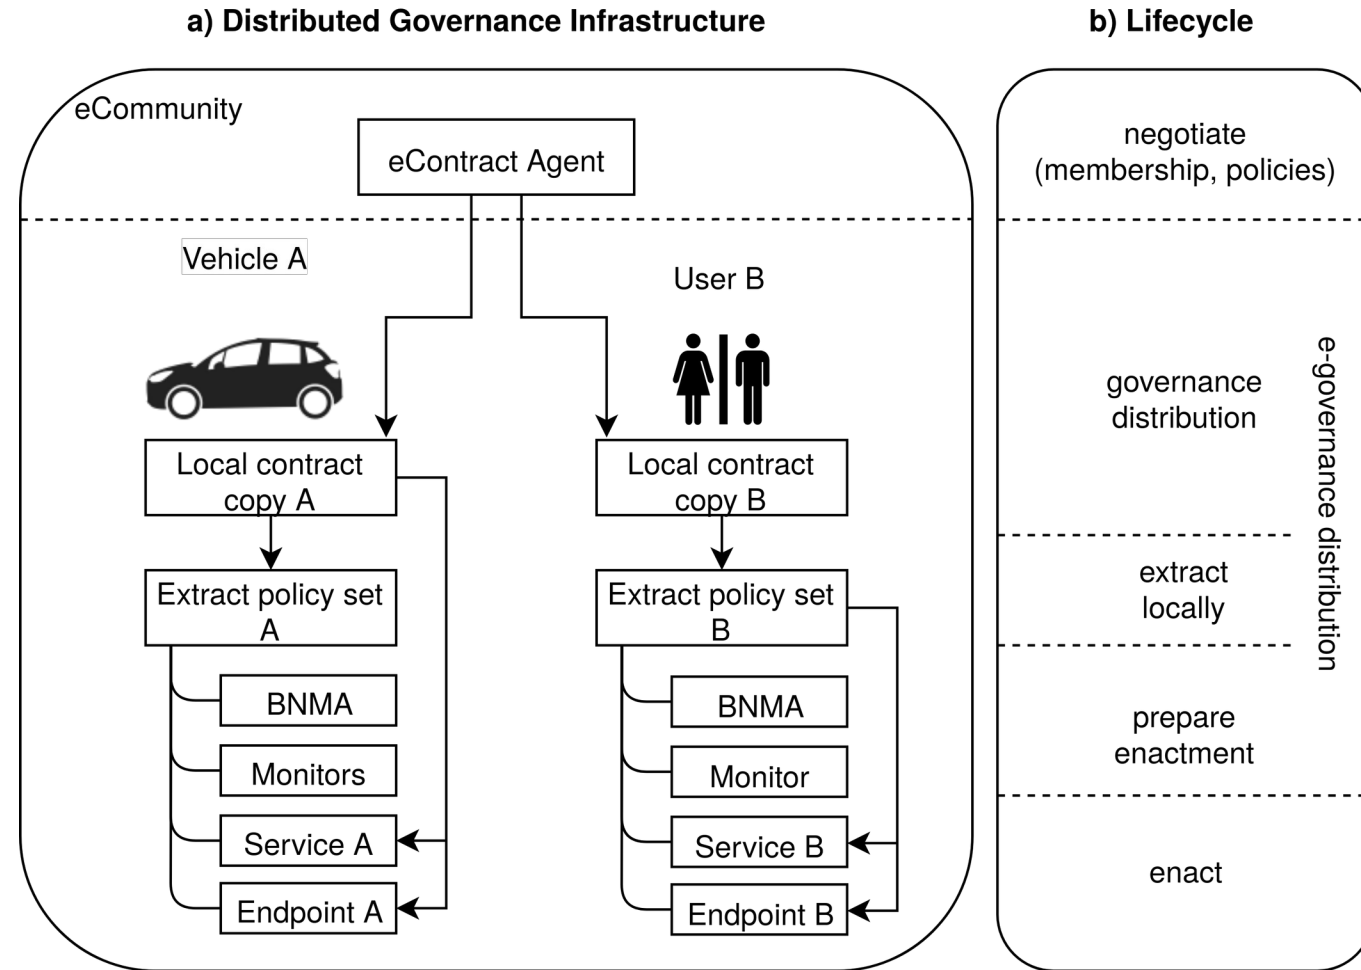 a) Distributed Governance Infrastructure
eCommunity
eContract Agent
Vehicle A
User B
Local contract
copy A
Local contract
copy B
Extract policy set
A
Extract policy set
B
BNMA
Monitors
Service A
Endpoint A
BNMA
Monitor
Service B
Endpoint B
b) Lifecycle
negotiate
(membership, policies)
governance
distribution
extract
locally
prepare
enactment
enact
e-governance distribution